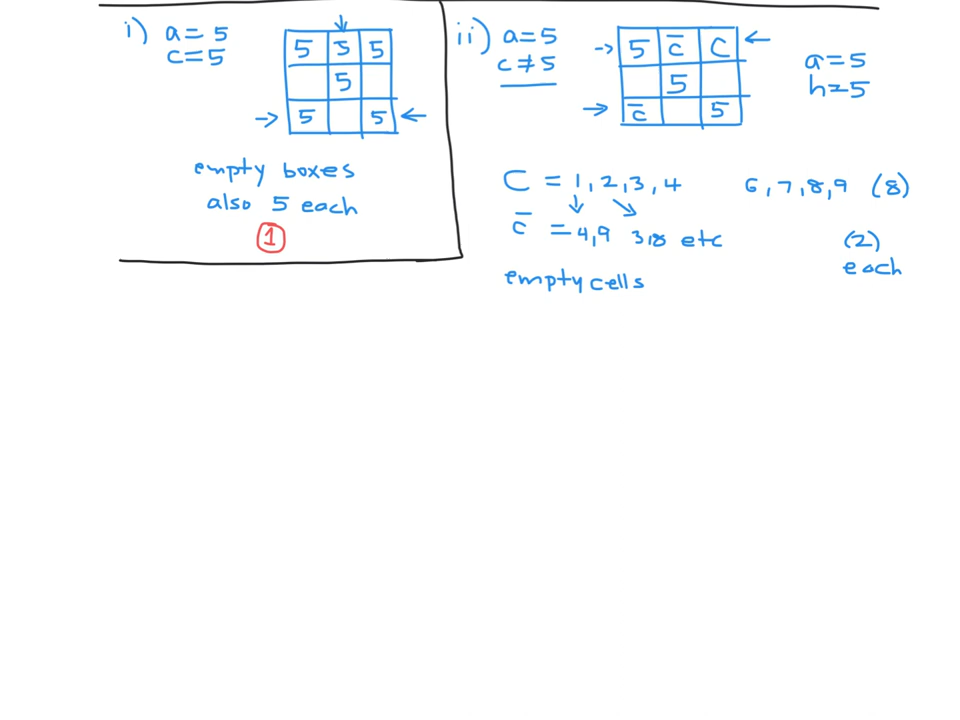 i) a = 5
c = 5
↓
5 5 5
5
→ 5 5 ←
empty boxes
also 5 each
1
ii) a = 5
c ≠ 5
→ 5 c̄ C ←
5
→ c̄ 5
a = 5
h = 5
C = 1, 2, 3, 4 6, 7, 8, 9 (8)
↓ ↘
c̄ = 4, 9 3, 8 etc
(2)
each
empty cells